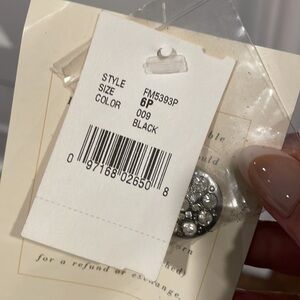 STYLE FM5393P
SIZE 6P
COLOR 009
BLACK
0 97168 02650 8
for a refund or exchange